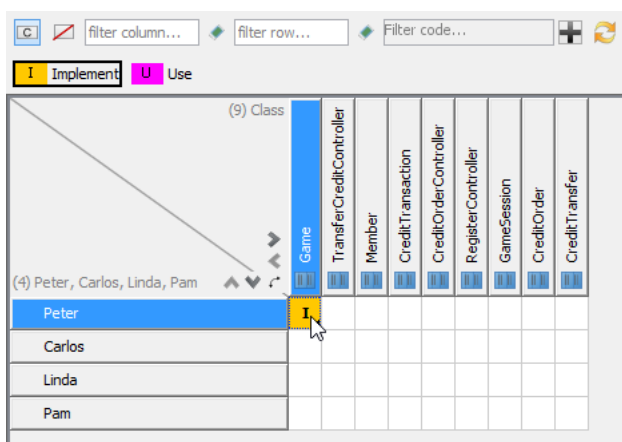 C filter column... filter row... Filter code...
I Implement U Use
(9) Class
Game
TransferCreditController
Member
CreditTransaction
CreditOrderController
RegisterController
GameSession
CreditOrder
CreditTransfer
(4) Peter, Carlos, Linda, Pam
Peter I
Carlos
Linda
Pam